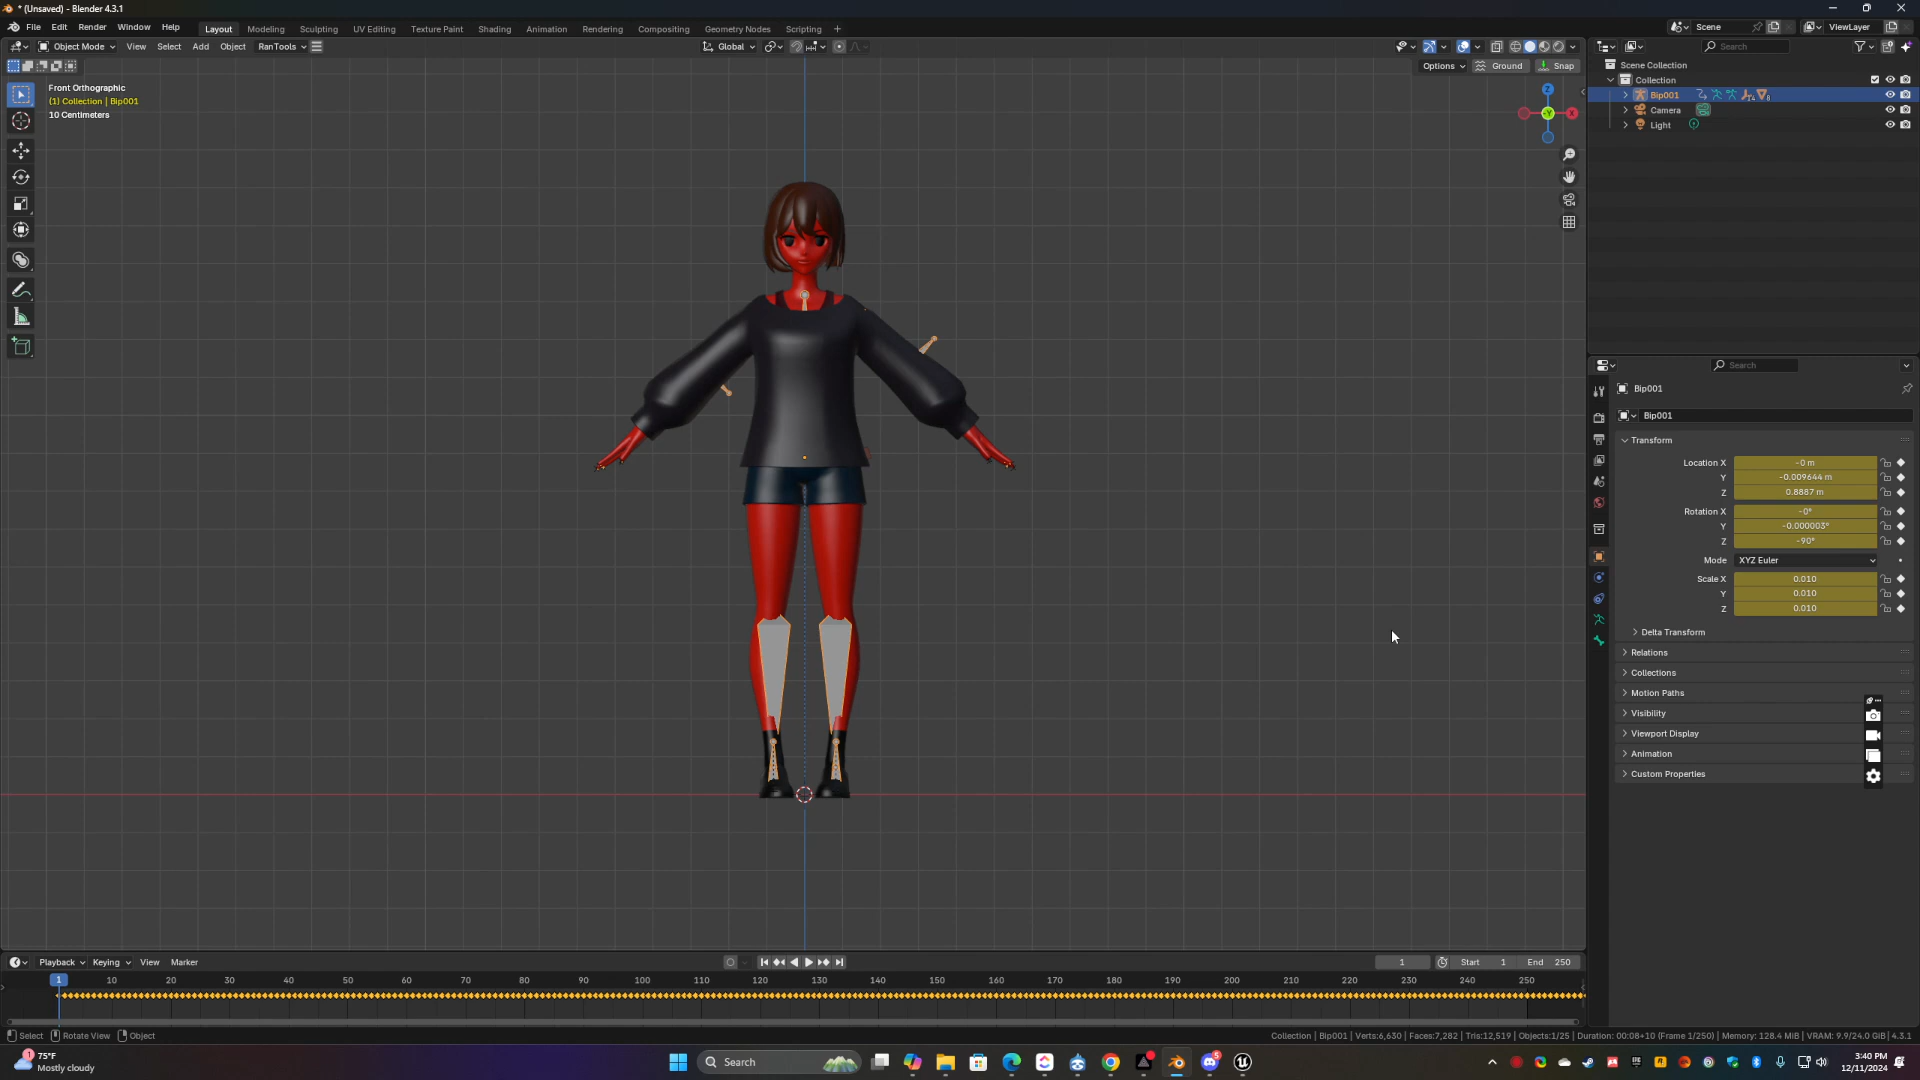 * (Unsaved) - Blender 4.3.1
File Edit Render Window Help
Layout Modeling Sculpting UV Editing Texture Paint Shading Animation Rendering Compositing Geometry Nodes Scripting +
Scene
ViewLayer
Object Mode View Select Add Object RanTools
Global
Search
Options Ground Snap
Front Orthographic
(1) Collection | Bip001
10 Centimeters
Z
X
-Y
Scene Collection
Collection
Bip001
Camera
Light
Search
Bip001
Bip001
Transform
Location X -0 m
Y -0.009644 m
Z 0.8887 m
Rotation X -0°
Y -0.000003°
Z -90°
Mode XYZ Euler
Scale X 0.010
Y 0.010
Z 0.010
Delta Transform
Relations
Collections
Motion Paths
Visibility
Viewport Display
Animation
Custom Properties
Playback Keying View Marker
1 Start 1 End 250
1 10 20 30 40 50 60 70 80 90 100 110 120 130 140 150 160 170 180 190 200 210 220 230 240 250
Select Rotate View Object
Collection | Bip001 | Verts:6,630 | Faces:7,282 | Tris:12,519 | Objects:1/25 | Duration: 00:08+10 (Frame 1/250) | Memory: 128.4 MiB | VRAM: 9.9/24.0 GiB | 4.3.1
75°F
Mostly cloudy
Search
3:40 PM
12/11/2024